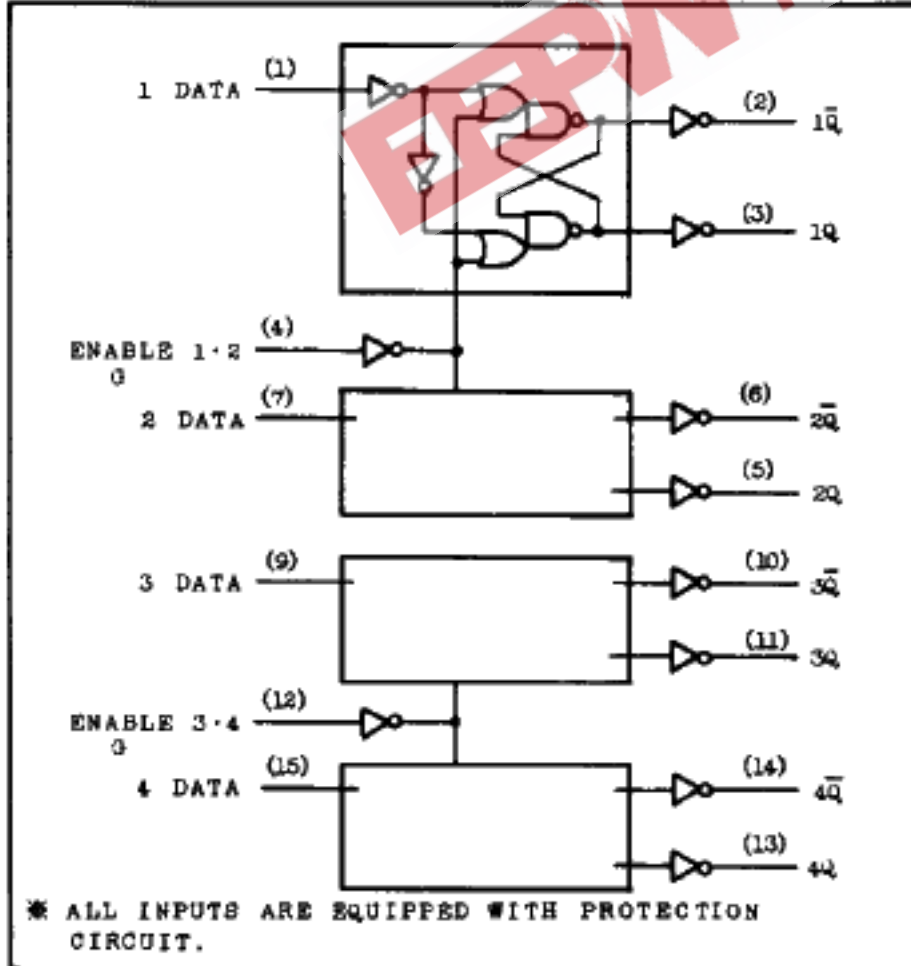 EEPW
1 DATA (1) (2) 1Q̅
(3) 1Q
ENABLE 1·2 (4)
G
2 DATA (7) (6) 2Q̅
(5) 2Q
3 DATA (9) (10) 3Q̅
(11) 3Q
ENABLE 3·4 (12)
G
4 DATA (15) (14) 4Q̅
(13) 4Q
※ ALL INPUTS ARE EQUIPPED WITH PROTECTION
CIRCUIT.